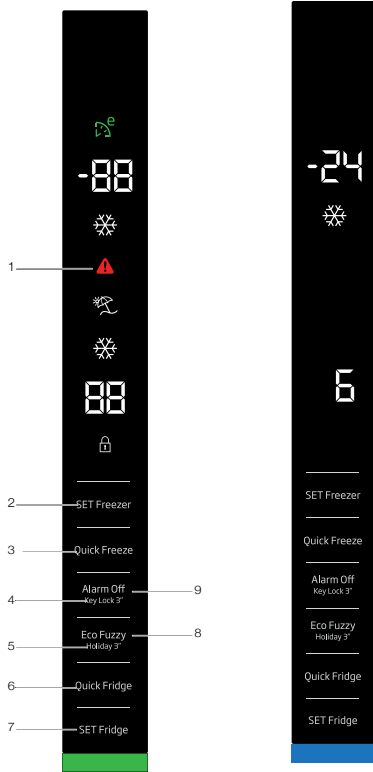 e
-88
1
88
2
SET Freezer
3
Quick Freeze
Alarm Off
9
4
Key Lock 3"
Eco Fuzzy
8
5
Holiday 3"
6
Quick Fridge
7
SET Fridge
-24
6
SET Freezer
Quick Freeze
Alarm Off
Key Lock 3"
Eco Fuzzy
Holiday 3"
Quick Fridge
SET Fridge